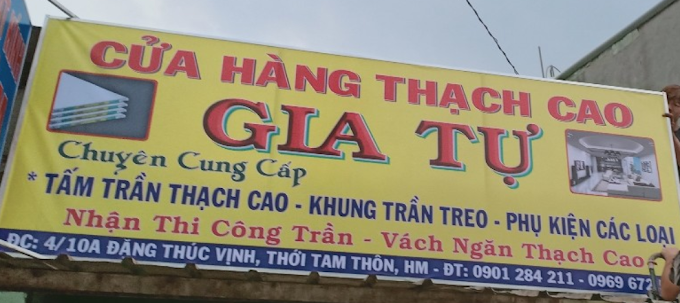 CỬA HÀNG THẠCH CAO
GIA TỰ
Chuyên Cung Cấp
* TẤM TRẦN THẠCH CAO - KHUNG TRẦN TREO - PHỤ KIỆN CÁC LOẠI
Nhận Thi Công Trần - Vách Ngăn Thạch Cao
ĐC: 4/10A ĐẶNG THÚC VỊNH, THỚI TAM THÔN, HM - ĐT: 0901 284 211 - 0969 67